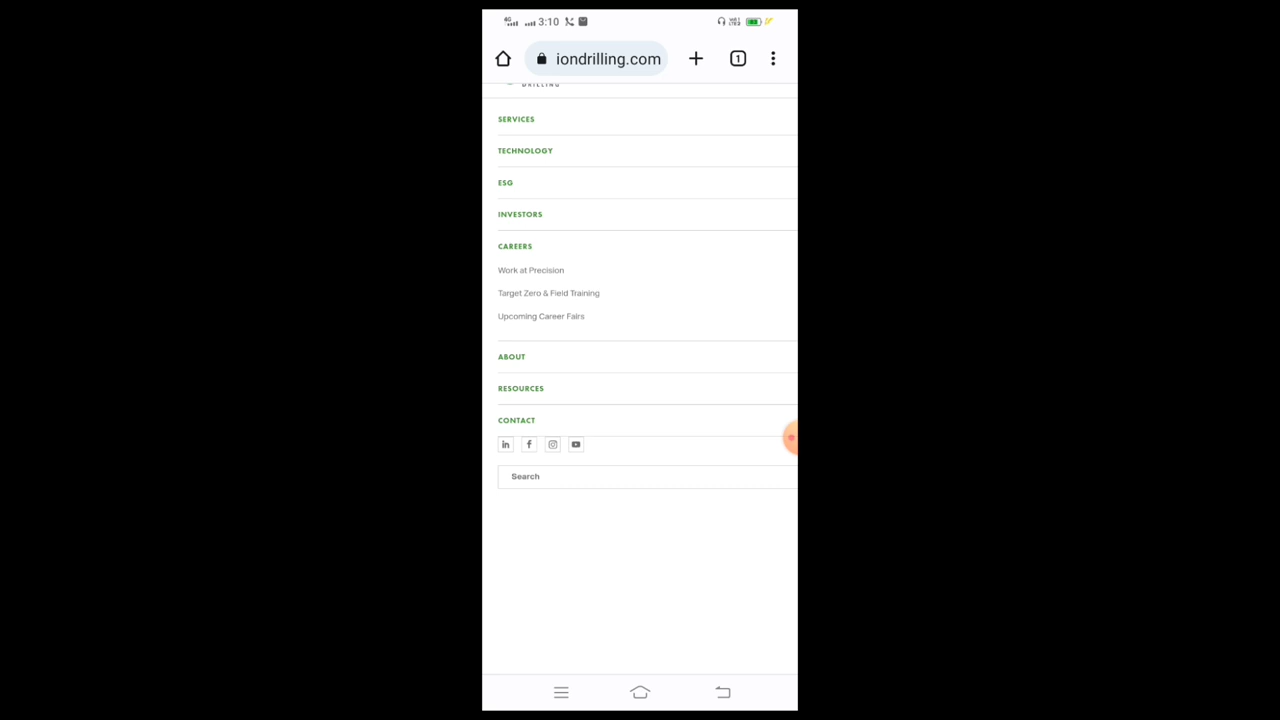 4G 3:10
iondrilling.com
1
DRILLING
SERVICES
TECHNOLOGY
ESG
INVESTORS
CAREERS
Work at Precision
Target Zero & Field Training
Upcoming Career Fairs
ABOUT
RESOURCES
CONTACT
Search